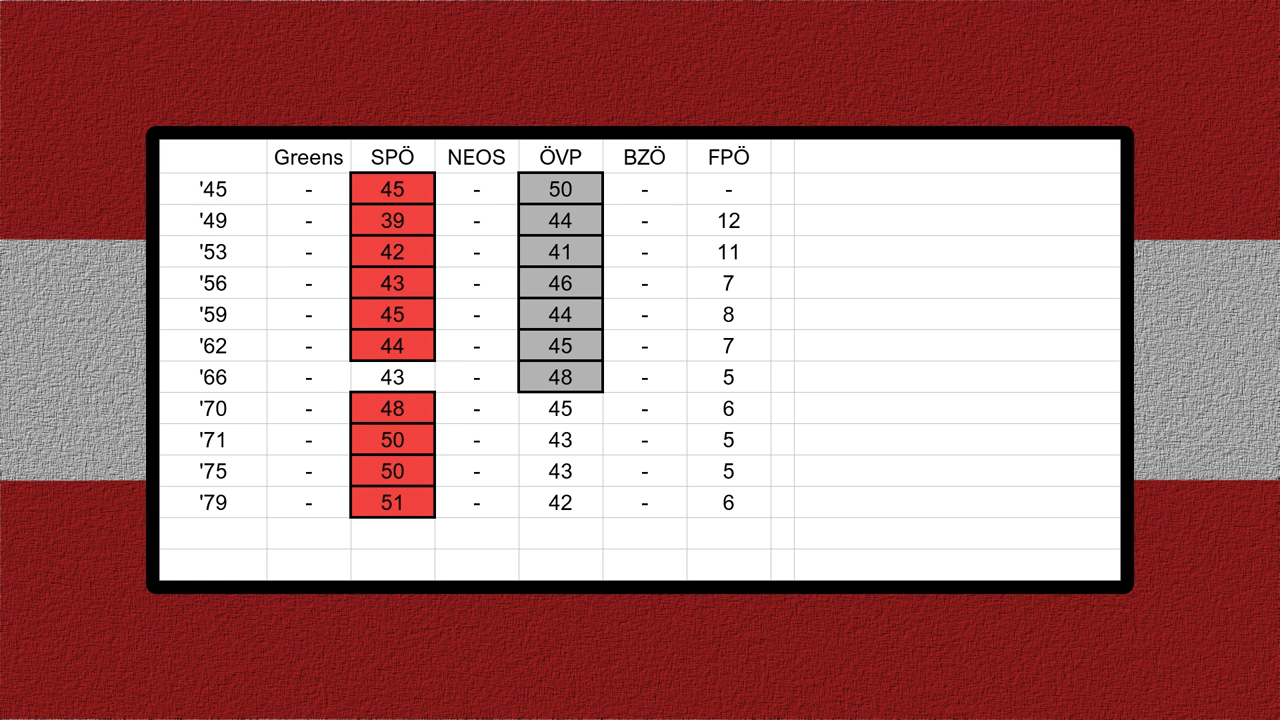 Greens SPÖ NEOS ÖVP BZÖ FPÖ
'45 - 45 - 50 - -
'49 - 39 - 44 - 12
'53 - 42 - 41 - 11
'56 - 43 - 46 - 7
'59 - 45 - 44 - 8
'62 - 44 - 45 - 7
'66 - 43 - 48 - 5
'70 - 48 - 45 - 6
'71 - 50 - 43 - 5
'75 - 50 - 43 - 5
'79 - 51 - 42 - 6